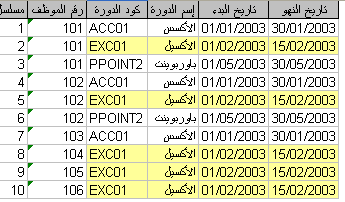 مسلسل رقم الموظف كود الدورة إسم الدورة تاريخ البدء تاريخ النهو
1 101 ACC01 الأكسس 01/01/2003 30/01/2003
2 101 EXC01 الأكسيل 01/02/2003 15/02/2003
3 101 PPOINT2 باوربوينت 01/05/2003 30/05/2003
4 102 ACC01 الأكسس 01/01/2003 30/01/2003
5 102 EXC01 الأكسيل 01/02/2003 15/02/2003
6 102 PPOINT2 باوربوينت 01/05/2003 30/05/2003
7 103 ACC01 الأكسس 01/01/2003 30/01/2003
8 104 EXC01 الأكسيل 01/02/2003 15/02/2003
9 105 EXC01 الأكسيل 01/02/2003 15/02/2003
10 106 EXC01 الأكسيل 01/02/2003 15/02/2003